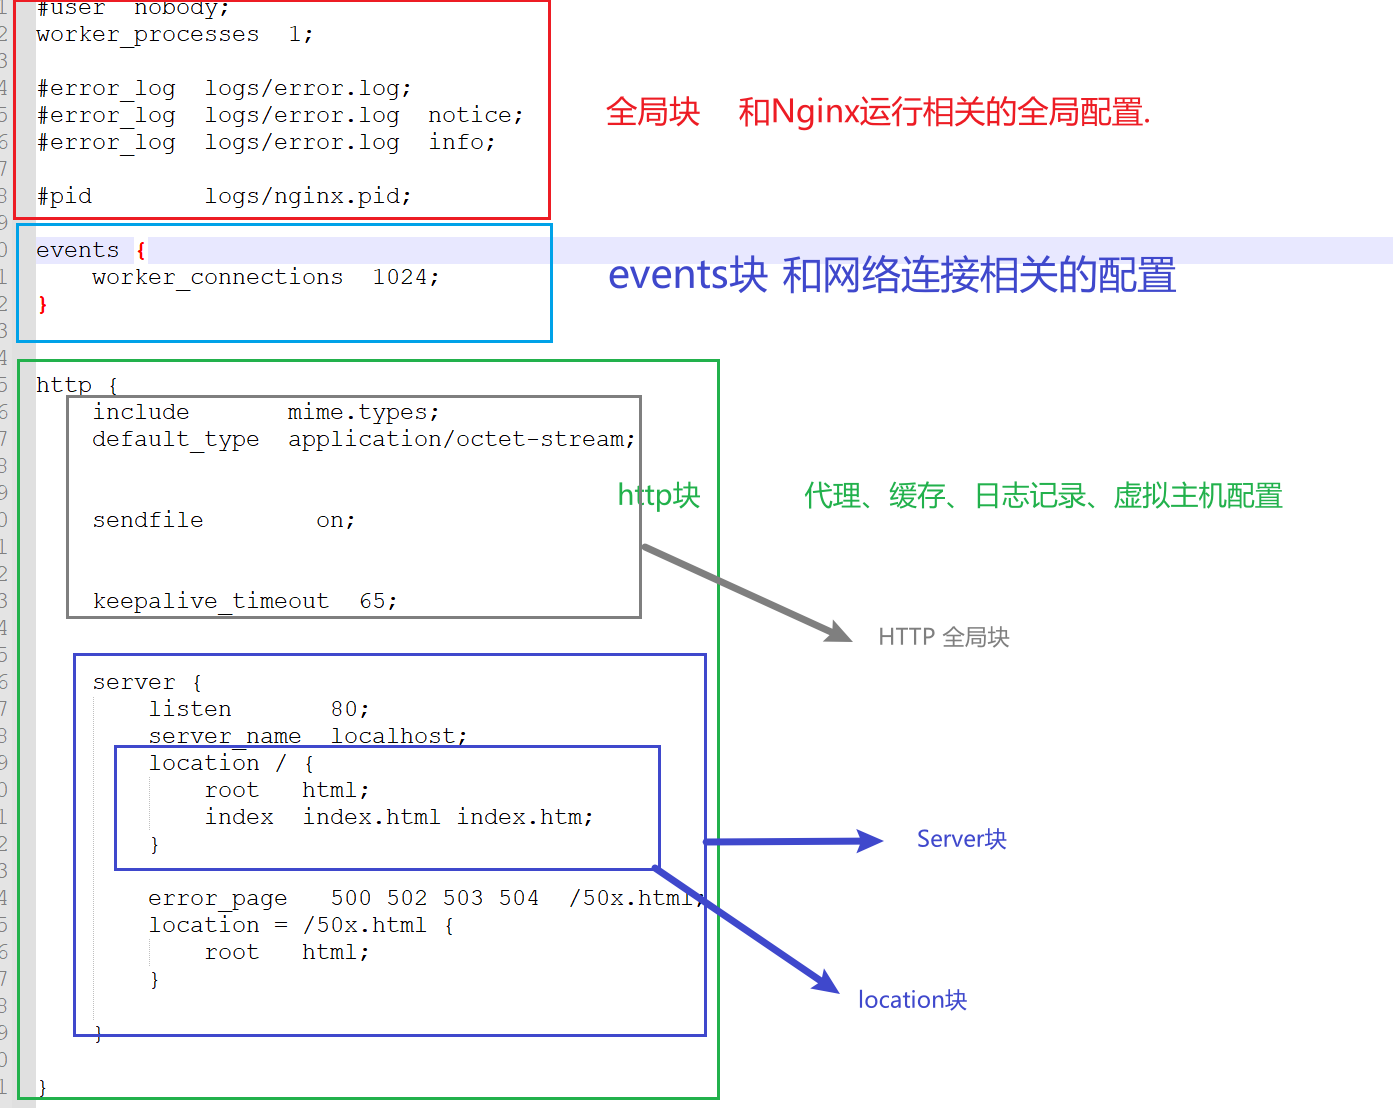 #user  nobody;
worker_processes  1;
#error_log  logs/error.log;
#error_log  logs/error.log  notice;
#error_log  logs/error.log  info;
全局块 和Nginx运行相关的全局配置.
#pid        logs/nginx.pid;
events {
    worker_connections  1024;
}
events块 和网络连接相关的配置
http {
    include       mime.types;
    default_type  application/octet-stream;
http块 代理、缓存、日志记录、虚拟主机配置
    sendfile        on;
    keepalive_timeout  65;
HTTP 全局块
    server {
        listen       80;
        server_name  localhost;
        location / {
            root   html;
            index  index.html index.htm;
        }
Server块
        error_page   500 502 503 504  /50x.html;
        location = /50x.html {
            root   html;
        }
location块
    }
}